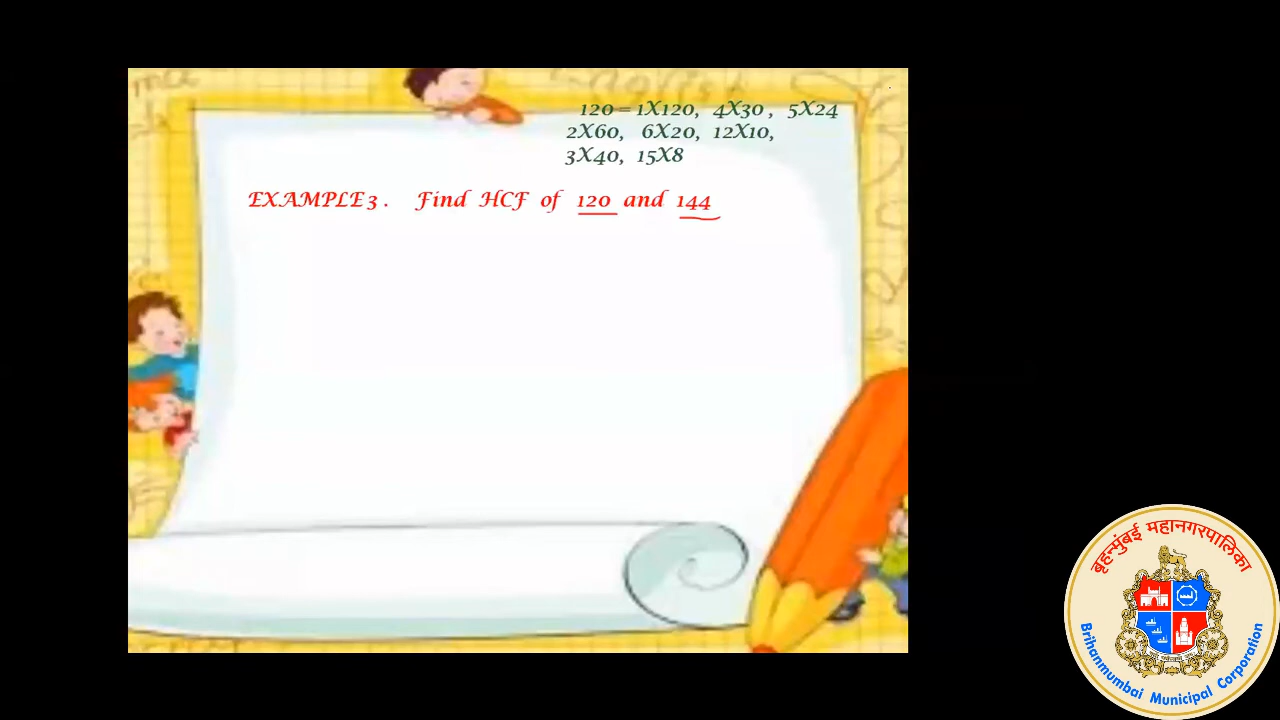 120 = 1X120, 4X30 , 5X24
2X60, 6X20, 12X10,
3X40, 15X8
EXAMPLE 3 . Find HCF of 120 and 144
बृहन्मुंबई महानगरपालिका
Brihanmumbai Municipal Corporation